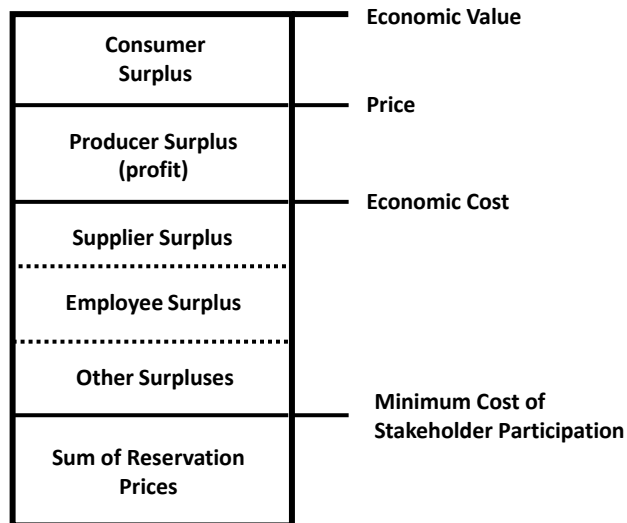 Economic Value
Consumer
Surplus
Price
Producer Surplus
(profit)
Economic Cost
Supplier Surplus
Employee Surplus
Other Surpluses
Minimum Cost of
Stakeholder Participation
Sum of Reservation
Prices